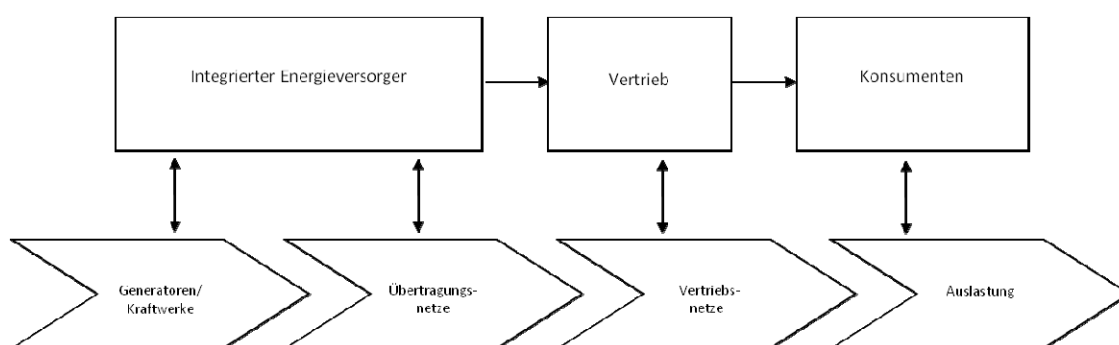 Integrierter Energieversorger
Vertrieb
Konsumenten
Generatoren/
Kraftwerke
Übertragungs-
netze
Vertriebs-
netze
Auslastung